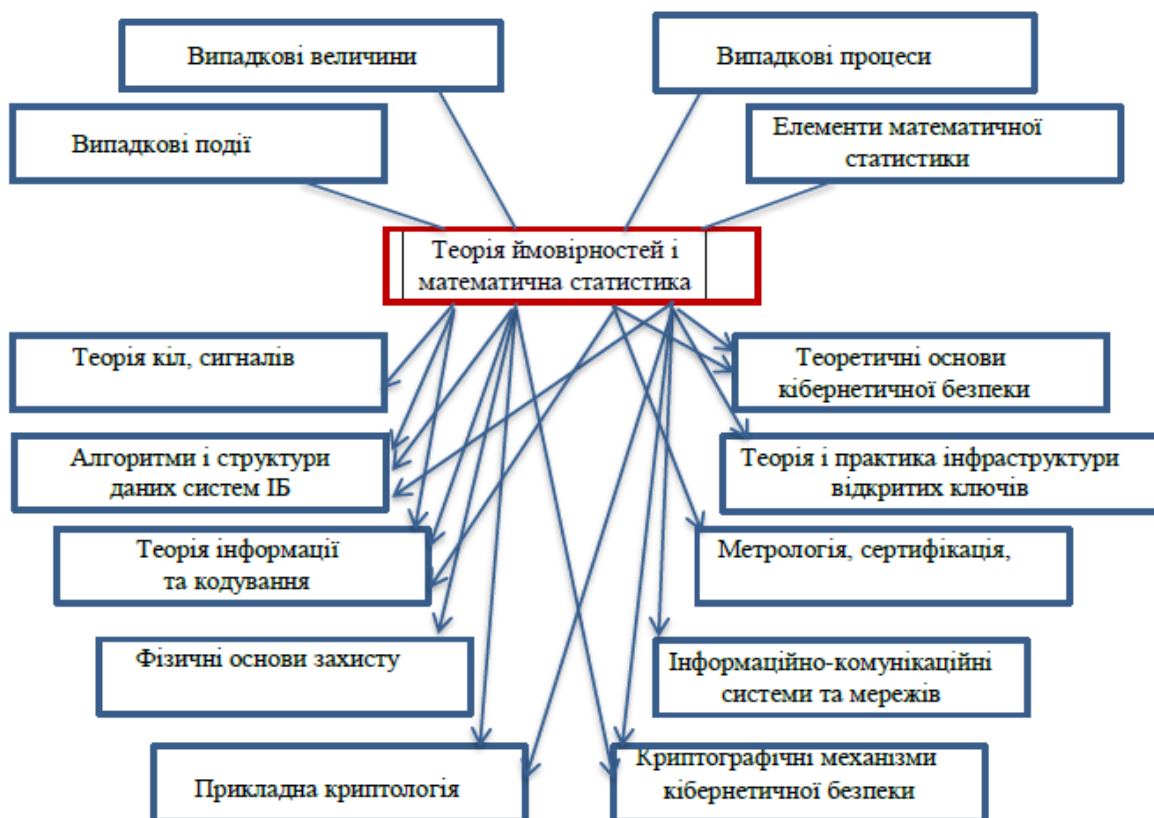 Випадкові величини
Випадкові процеси
Випадкові події
Елементи математичної
статистики
Теорія ймовірностей і
математична статистика
Теорія кіл, сигналів
Теоретичні основи
кібернетичної безпеки
Алгоритми і структури
даних систем ІБ
Теорія і практика інфраструктури
відкритих ключів
Теорія інформації
та кодування
Метрологія, сертифікація,
Фізичні основи захисту
Інформаційно-комунікаційні
системи та мережів
Прикладна криптологія
Криптографічні механізми
кібернетичної безпеки